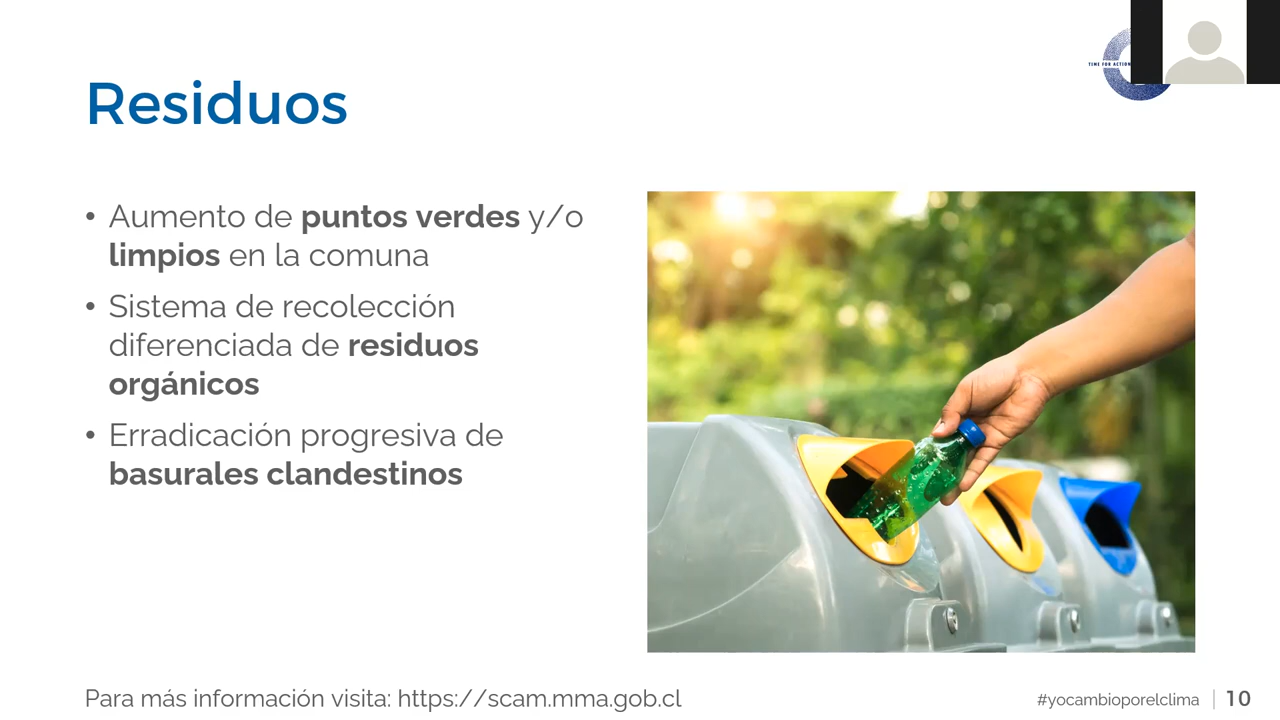 TIME FOR ACTION
Residuos
• Aumento de puntos verdes y/o
limpios en la comuna
• Sistema de recolección
diferenciada de residuos
orgánicos
• Erradicación progresiva de
basurales clandestinos
Para más información visita: https://scam.mma.gob.cl
#yocambioporelclima | 10